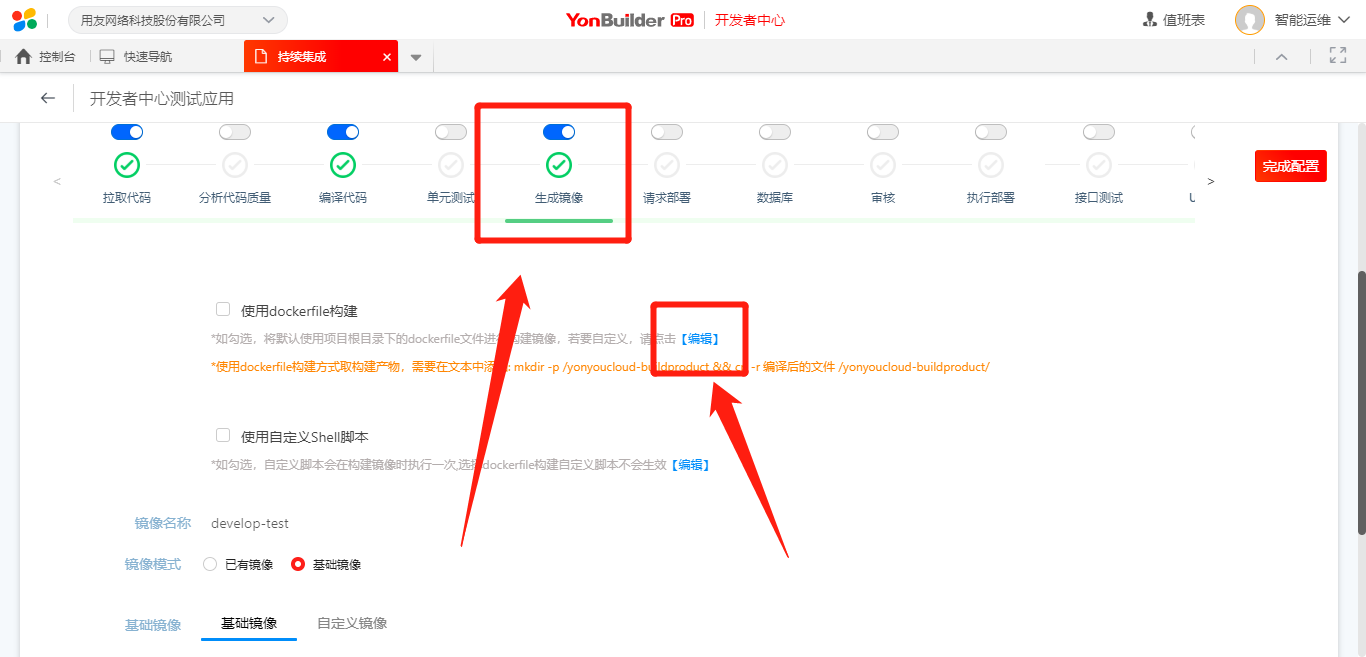 用友网络科技股份有限公司
YonBuilder Pro 开发者中心
值班表
智能运维
控制台
快速导航
持续集成
开发者中心测试应用
拉取代码
分析代码质量
编译代码
单元测试
生成镜像
请求部署
数据库
审核
执行部署
接口测试
完成配置
使用dockerfile构建
*如勾选，将默认使用项目根目录下的dockerfile文件进 构建镜像，若要自定义，请点击【编辑】
*使用dockerfile构建方式取构建产物，需要在文本中添 : mkdir -p /yonyoucloud-buildproduct && cp -r 编译后的文件 /yonyoucloud-buildproduct/
使用自定义Shell脚本
*如勾选，自定义脚本会在构建镜像时执行一次,选择dockerfile构建自定义脚本不会生效【编辑】
镜像名称 develop-test
镜像模式 已有镜像 基础镜像
基础镜像 基础镜像 自定义镜像